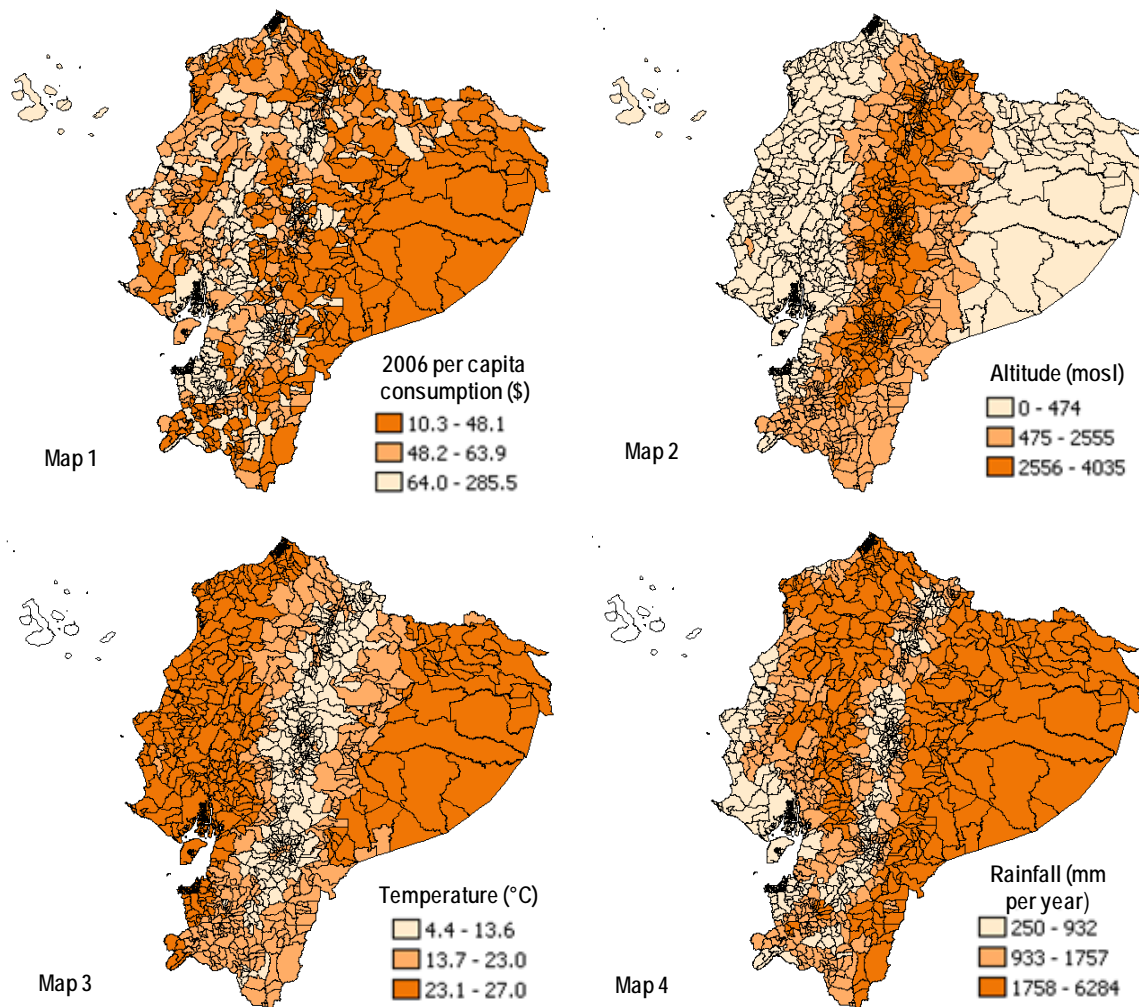 2006 per capita
consumption ($)
10.3 - 48.1
48.2 - 63.9
64.0 - 285.5
Map 1
Altitude (mosl)
0 - 474
475 - 2555
2556 - 4035
Map 2
Temperature (°C)
4.4 - 13.6
13.7 - 23.0
23.1 - 27.0
Map 3
Rainfall (mm
per year)
250 - 932
933 - 1757
1758 - 6284
Map 4